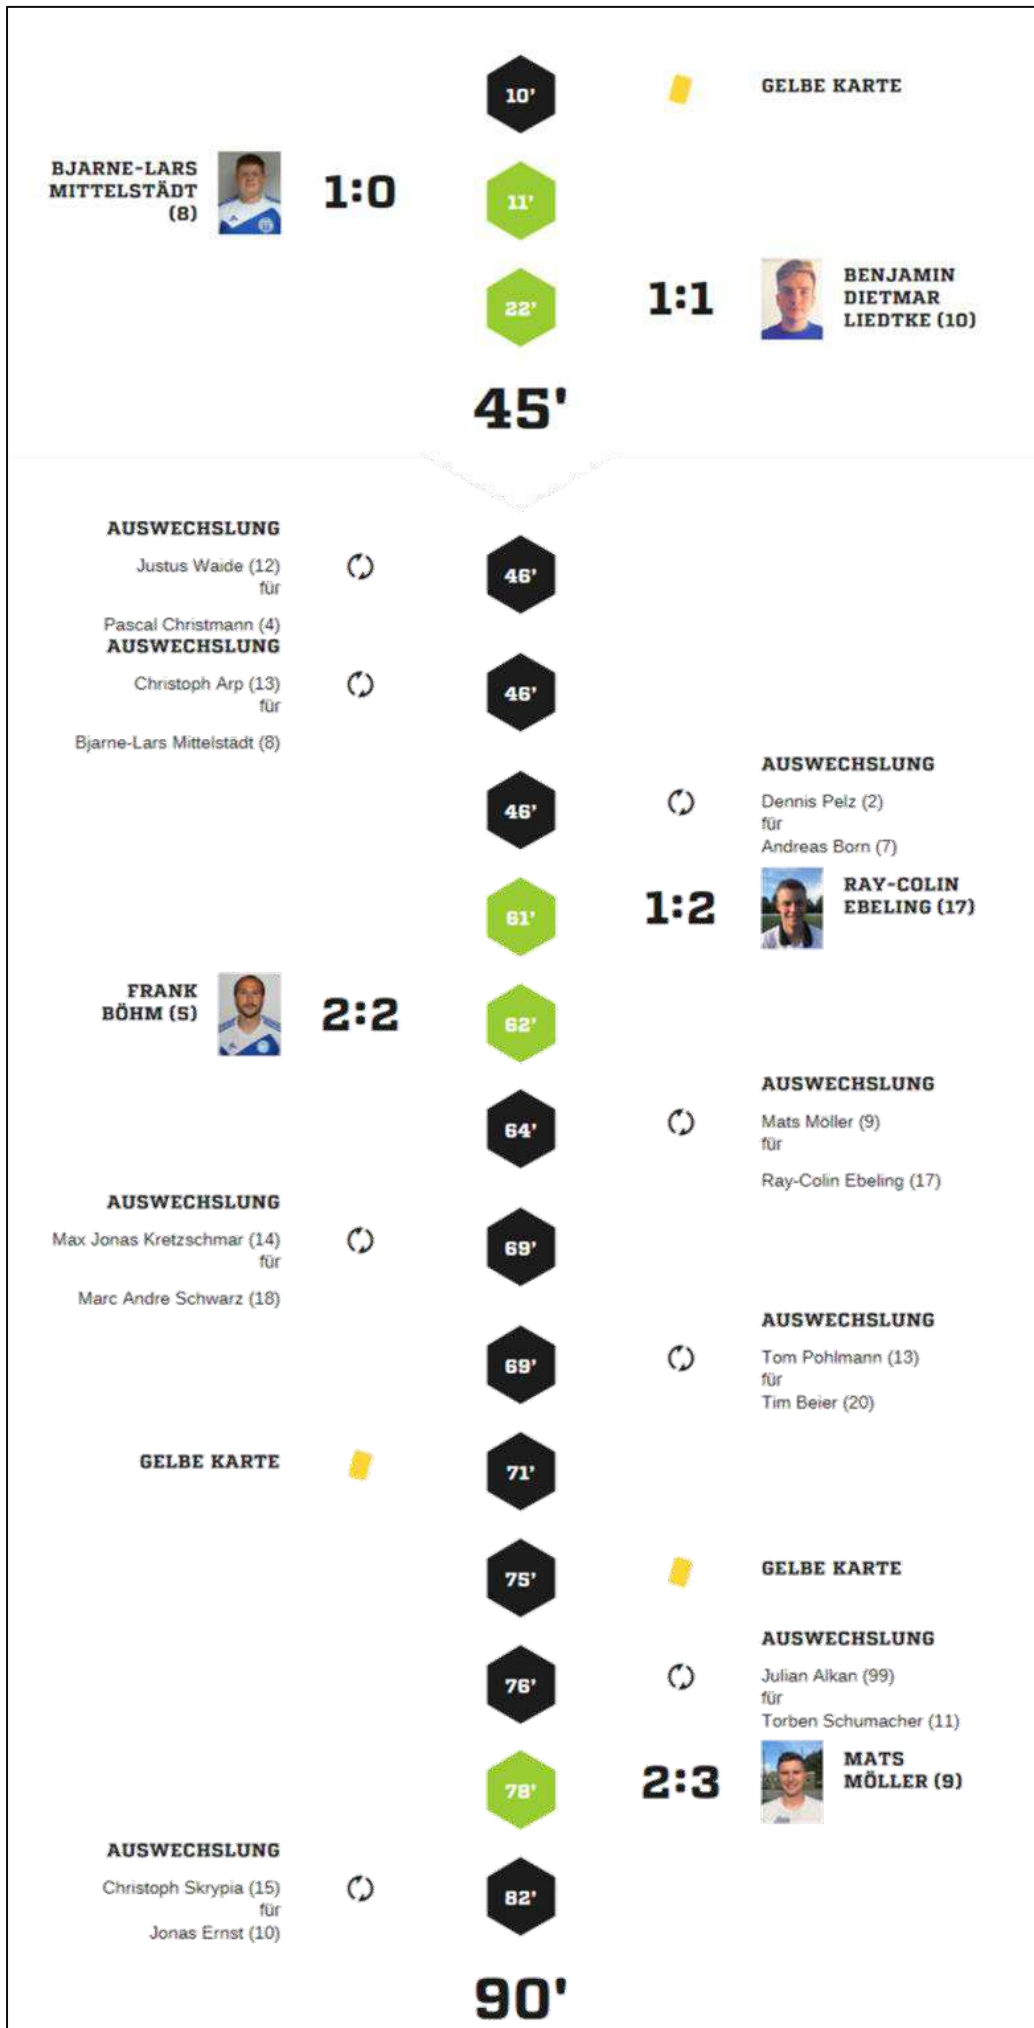 10'
GELBE KARTE
BJARNE-LARS
MITTELSTÄDT
(8)
1:0
11'
22'
1:1
BENJAMIN
DIETMAR
LIEDTKE (10)
45'
AUSWECHSLUNG
Justus Waide (12)
für
Pascal Christmann (4)
46'
AUSWECHSLUNG
Christoph Arp (13)
für
Bjarne-Lars Mittelstädt (8)
46'
46'
AUSWECHSLUNG
Dennis Pelz (2)
für
Andreas Born (7)
61'
1:2
RAY-COLIN
EBELING (17)
FRANK
BÖHM (5)
2:2
62'
64'
AUSWECHSLUNG
Mats Möller (9)
für
Ray-Colin Ebeling (17)
AUSWECHSLUNG
Max Jonas Kretzschmar (14)
für
Marc Andre Schwarz (18)
69'
69'
AUSWECHSLUNG
Tom Pohlmann (13)
für
Tim Beier (20)
GELBE KARTE
71'
75'
GELBE KARTE
76'
AUSWECHSLUNG
Julian Alkan (99)
für
Torben Schumacher (11)
78'
2:3
MATS
MÖLLER (9)
AUSWECHSLUNG
Christoph Skrypia (15)
für
Jonas Ernst (10)
82'
90'